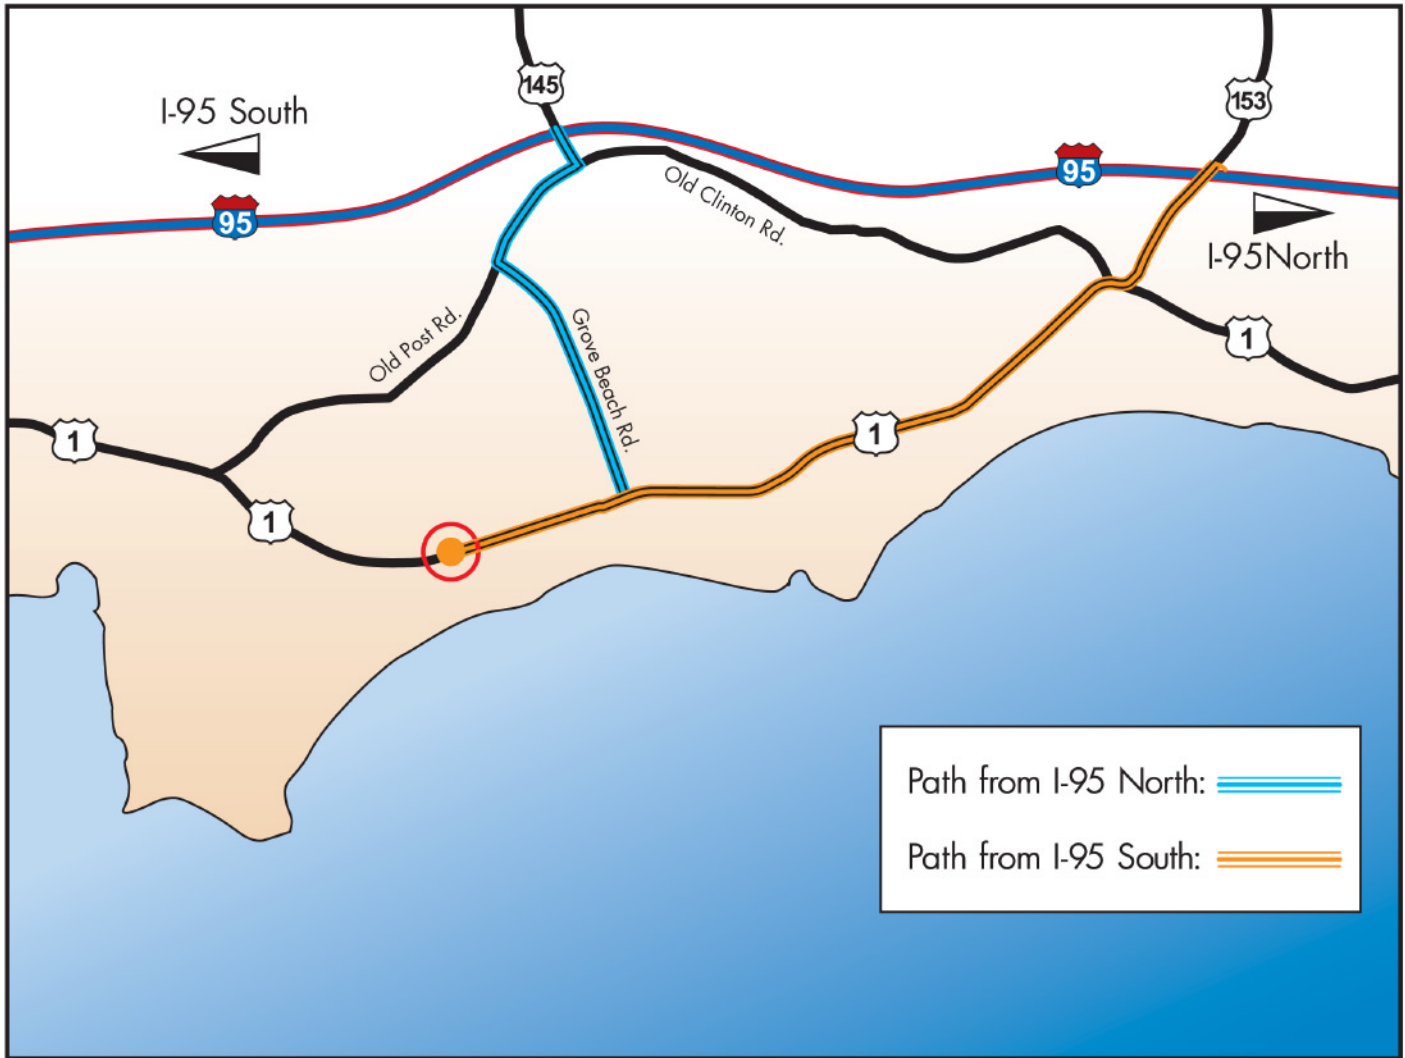 145
153
I-95 South
95
95
Old Clinton Rd.
I-95North
Old Post Rd.
Grove Beach Rd.
1
1
1
1
Path from I-95 North:
Path from I-95 South: